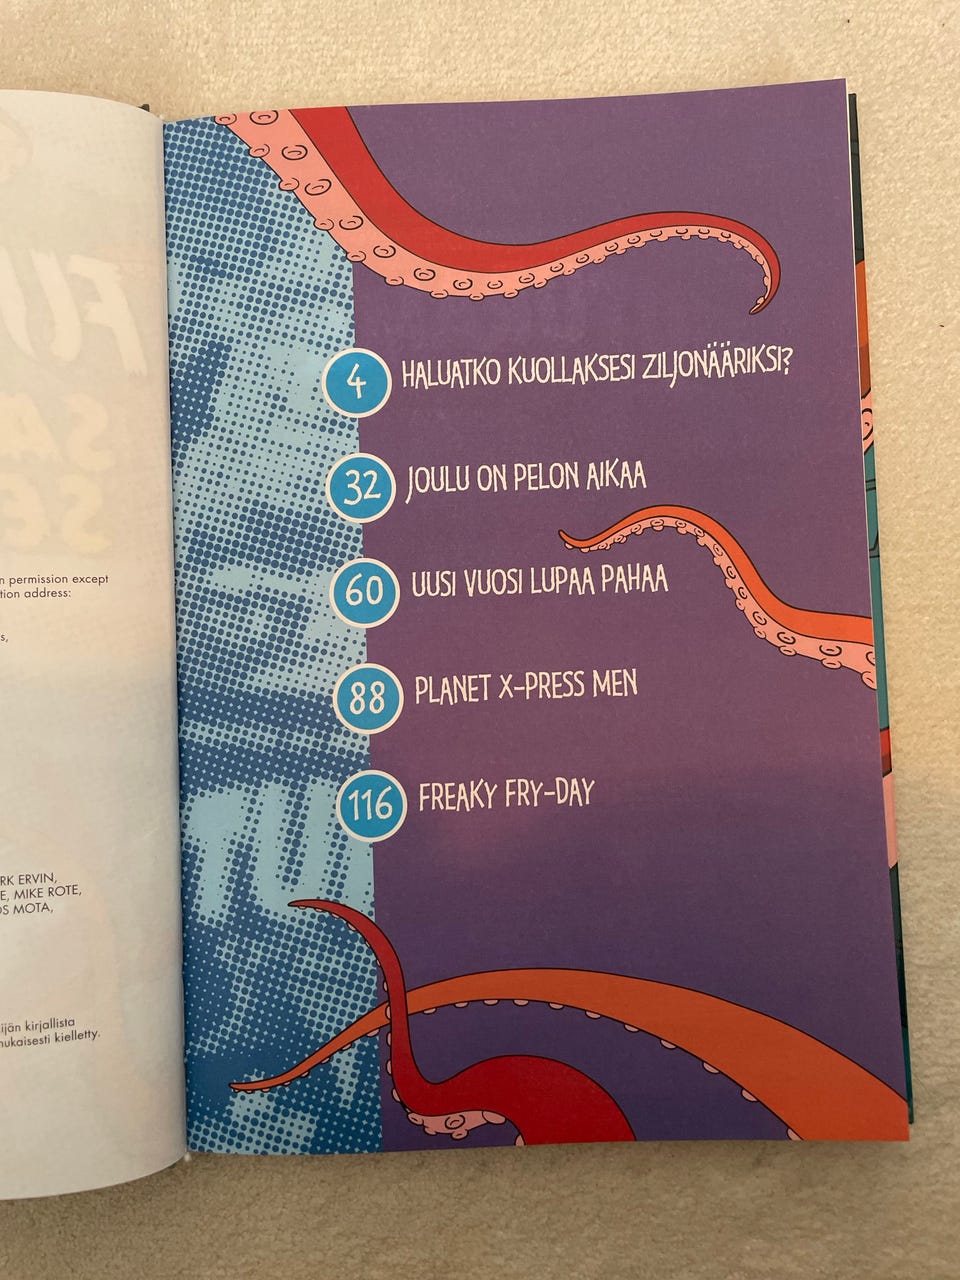 n permission except
tion address:
s,
RK ERVIN,
E, MIKE ROTE,
OS MOTA,
ijän kirjallista
nukaisesti kielletty.
4 HALUATKO KUOLLAKSESI ZILJONÄÄRIKSI?
32 JOULU ON PELON AIKAA
60 UUSI VUOSI LUPAA PAHAA
88 PLANET X-PRESS MEN
116 FREAKY FRY-DAY